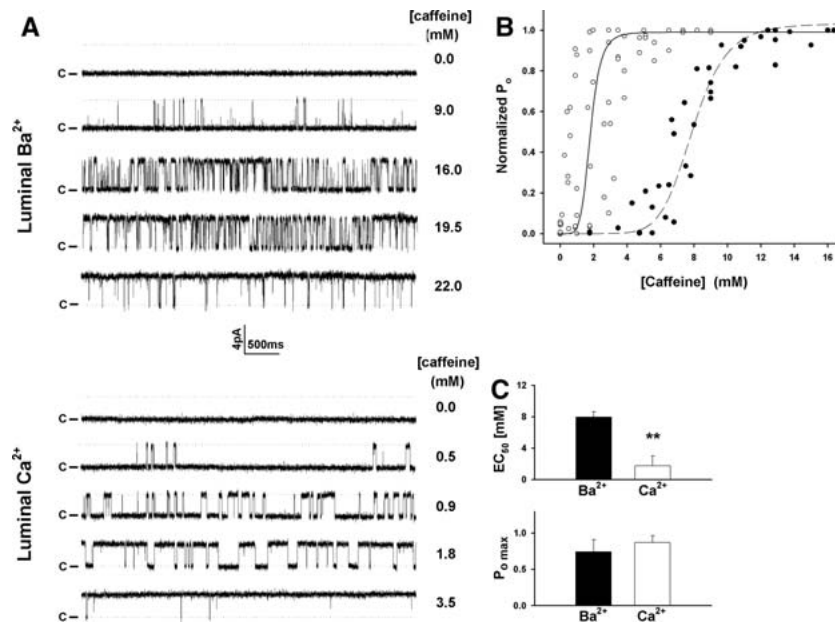 A
[caffeine]
(mM)
Luminal Ba2+
C
0.0
C
9.0
C
16.0
C
19.5
C
22.0
4pA
500ms
[caffeine]
(mM)
Luminal Ca2+
C
0.0
C
0.5
C
0.9
C
1.8
C
3.5
B
Normalized Po
1.0
0.8
0.6
0.4
0.2
0.0
0 2 4 6 8 10 12 14 16
[Caffeine] (mM)
C
EC50 [mM]
12
8
4
0
**
Ba2+ Ca2+
Po max
1.0
0.5
0.0
Ba2+ Ca2+